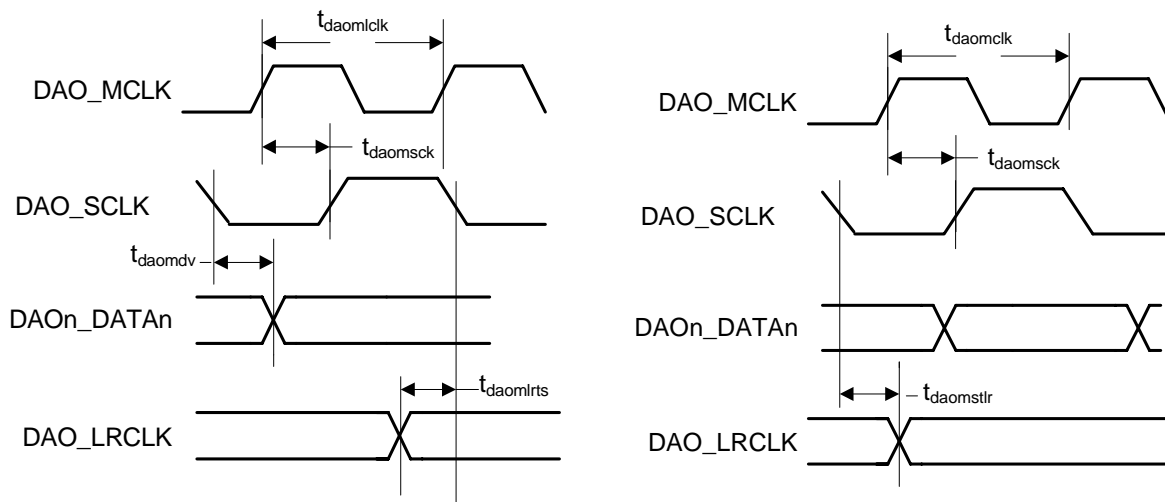 tdaomlclk
DAO_MCLK
tdaomsck
DAO_SCLK
tdaomdv
DAOn_DATAn
tdaomlrts
DAO_LRCLK
tdaomclk
DAO_MCLK
tdaomsck
DAO_SCLK
DAOn_DATAn
tdaomstlr
DAO_LRCLK